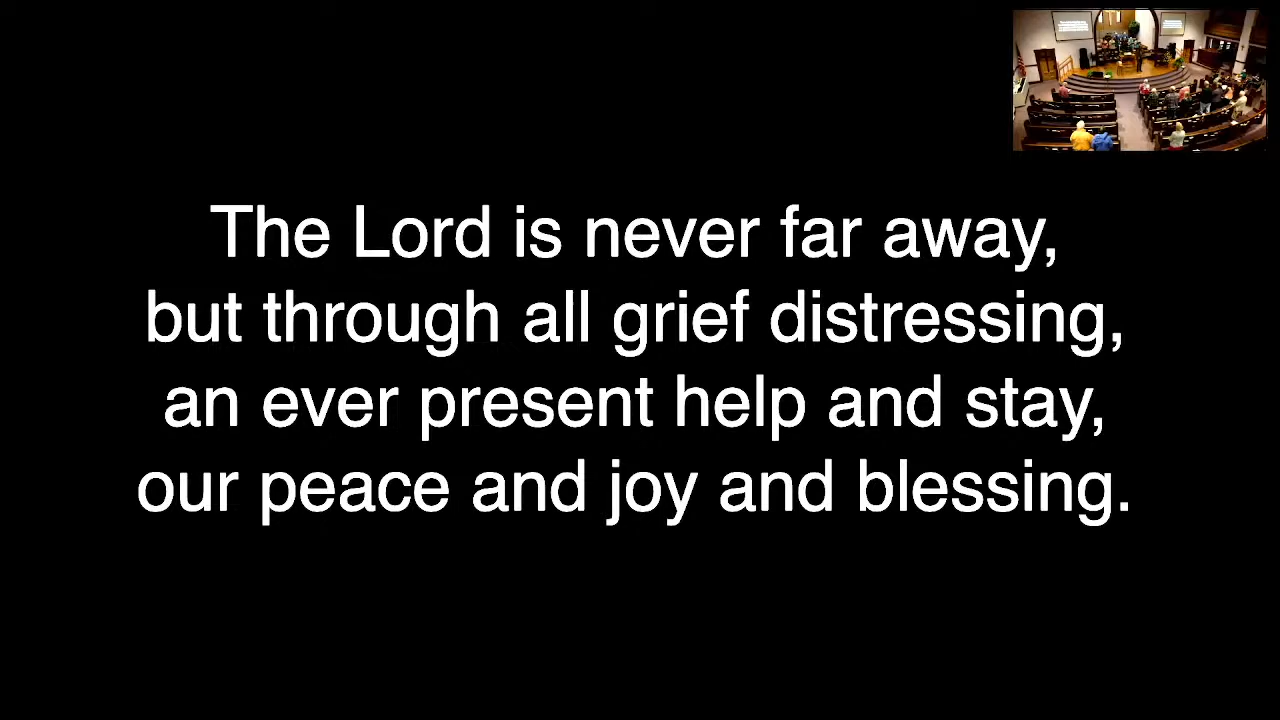 The Lord is never far away,
but through all grief distressing,
an ever present help and stay,
our peace and joy and blessing.